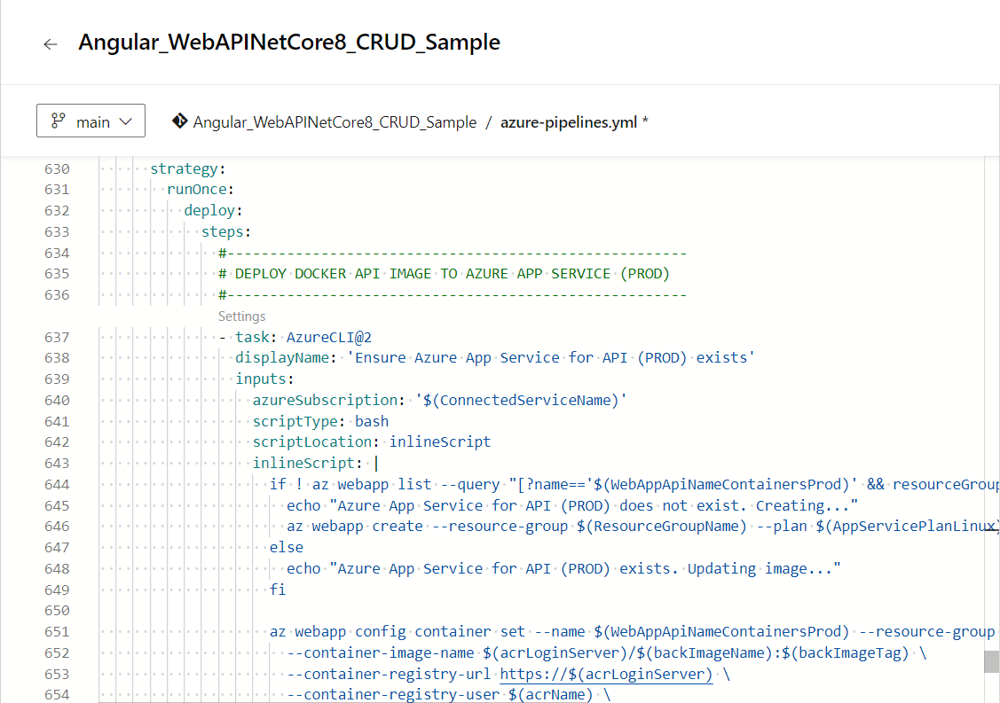 Angular_WebAPINetCore8_CRUD_Sample
main
Angular_WebAPINetCore8_CRUD_Sample / azure-pipelines.yml *
630 strategy:
631 runOnce:
632 deploy:
633 steps:
634 #------------------------------------------------------
635 # DEPLOY DOCKER API IMAGE TO AZURE APP SERVICE (PROD)
636 #------------------------------------------------------
Settings
637 - task: AzureCLI@2
638 displayName: 'Ensure Azure App Service for API (PROD) exists'
639 inputs:
640 azureSubscription: '$(ConnectedServiceName)'
641 scriptType: bash
642 scriptLocation: inlineScript
643 inlineScript: |
644 if ! az webapp list --query "[?name=='$(WebAppApiNameContainersProd)' && resourceGroup
645 echo "Azure App Service for API (PROD) does not exist. Creating..."
646 az webapp create --resource-group $(ResourceGroupName) --plan $(AppServicePlanLinux)
647 else
648 echo "Azure App Service for API (PROD) exists. Updating image..."
649 fi
650
651 az webapp config container set --name $(WebAppApiNameContainersProd) --resource-group
652 --container-image-name $(acrLoginServer)/$(backImageName):$(backImageTag) \
653 --container-registry-url https://$(acrLoginServer) \
654 --container-registry-user $(acrName) \